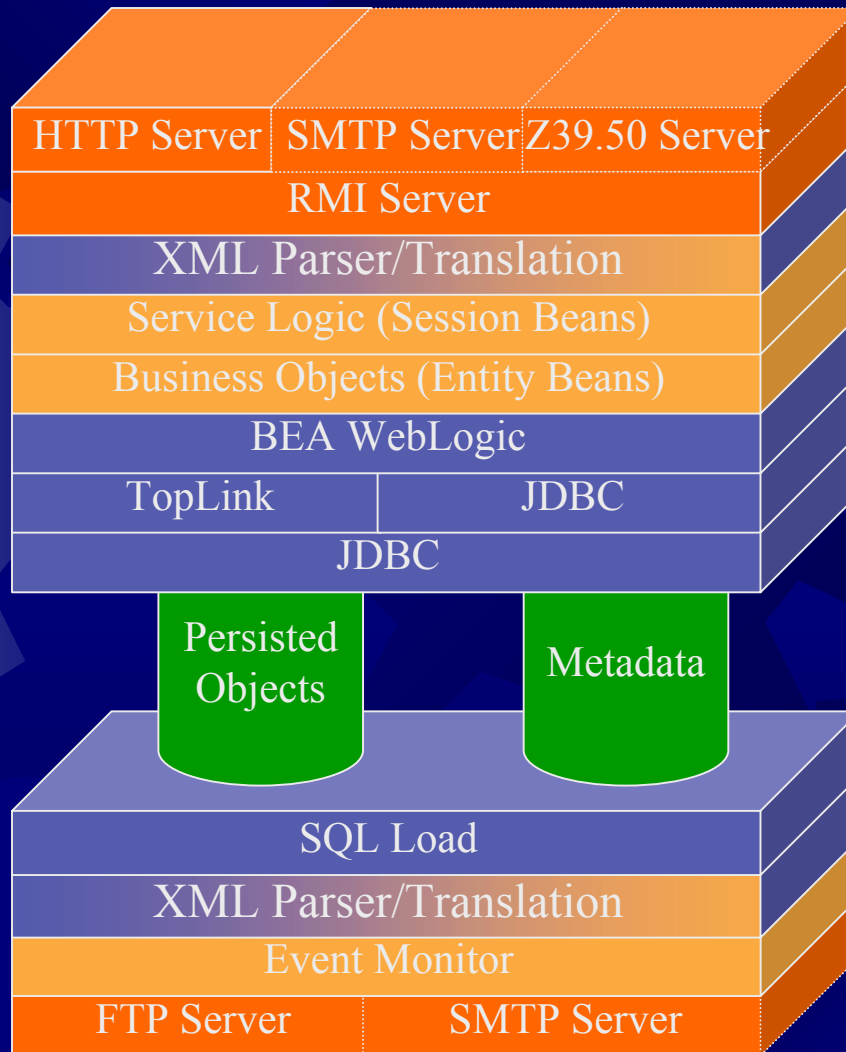 HTTP Server
SMTP Server
Z39.50 Server
RMI Server
XML Parser/Translation
Service Logic (Session Beans)
Business Objects (Entity Beans)
BEA WebLogic
TopLink
JDBC
JDBC
Persisted
Objects
Metadata
SQL Load
XML Parser/Translation
Event Monitor
FTP Server
SMTP Server